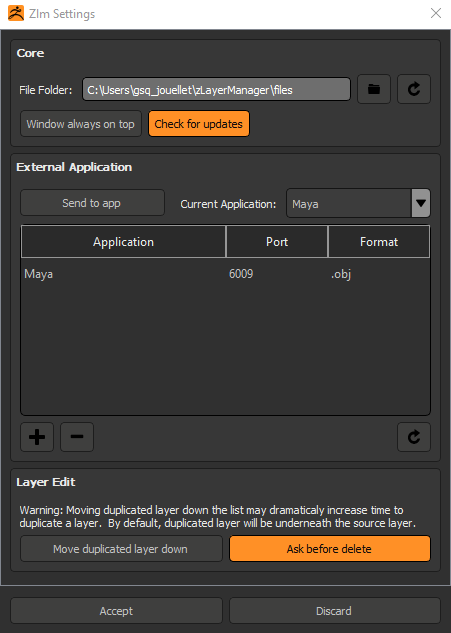 Zlm Settings
Core
File Folder: C:\Users\gsq_jouellet\zLayerManager\files
Window always on top Check for updates
External Application
Send to app Current Application: Maya
Application Port Format
Maya 6009 .obj
Layer Edit
Warning: Moving duplicated layer down the list may dramaticaly increase time to
duplicate a layer. By default, duplicated layer will be underneath the source layer.
Move duplicated layer down Ask before delete
Accept Discard